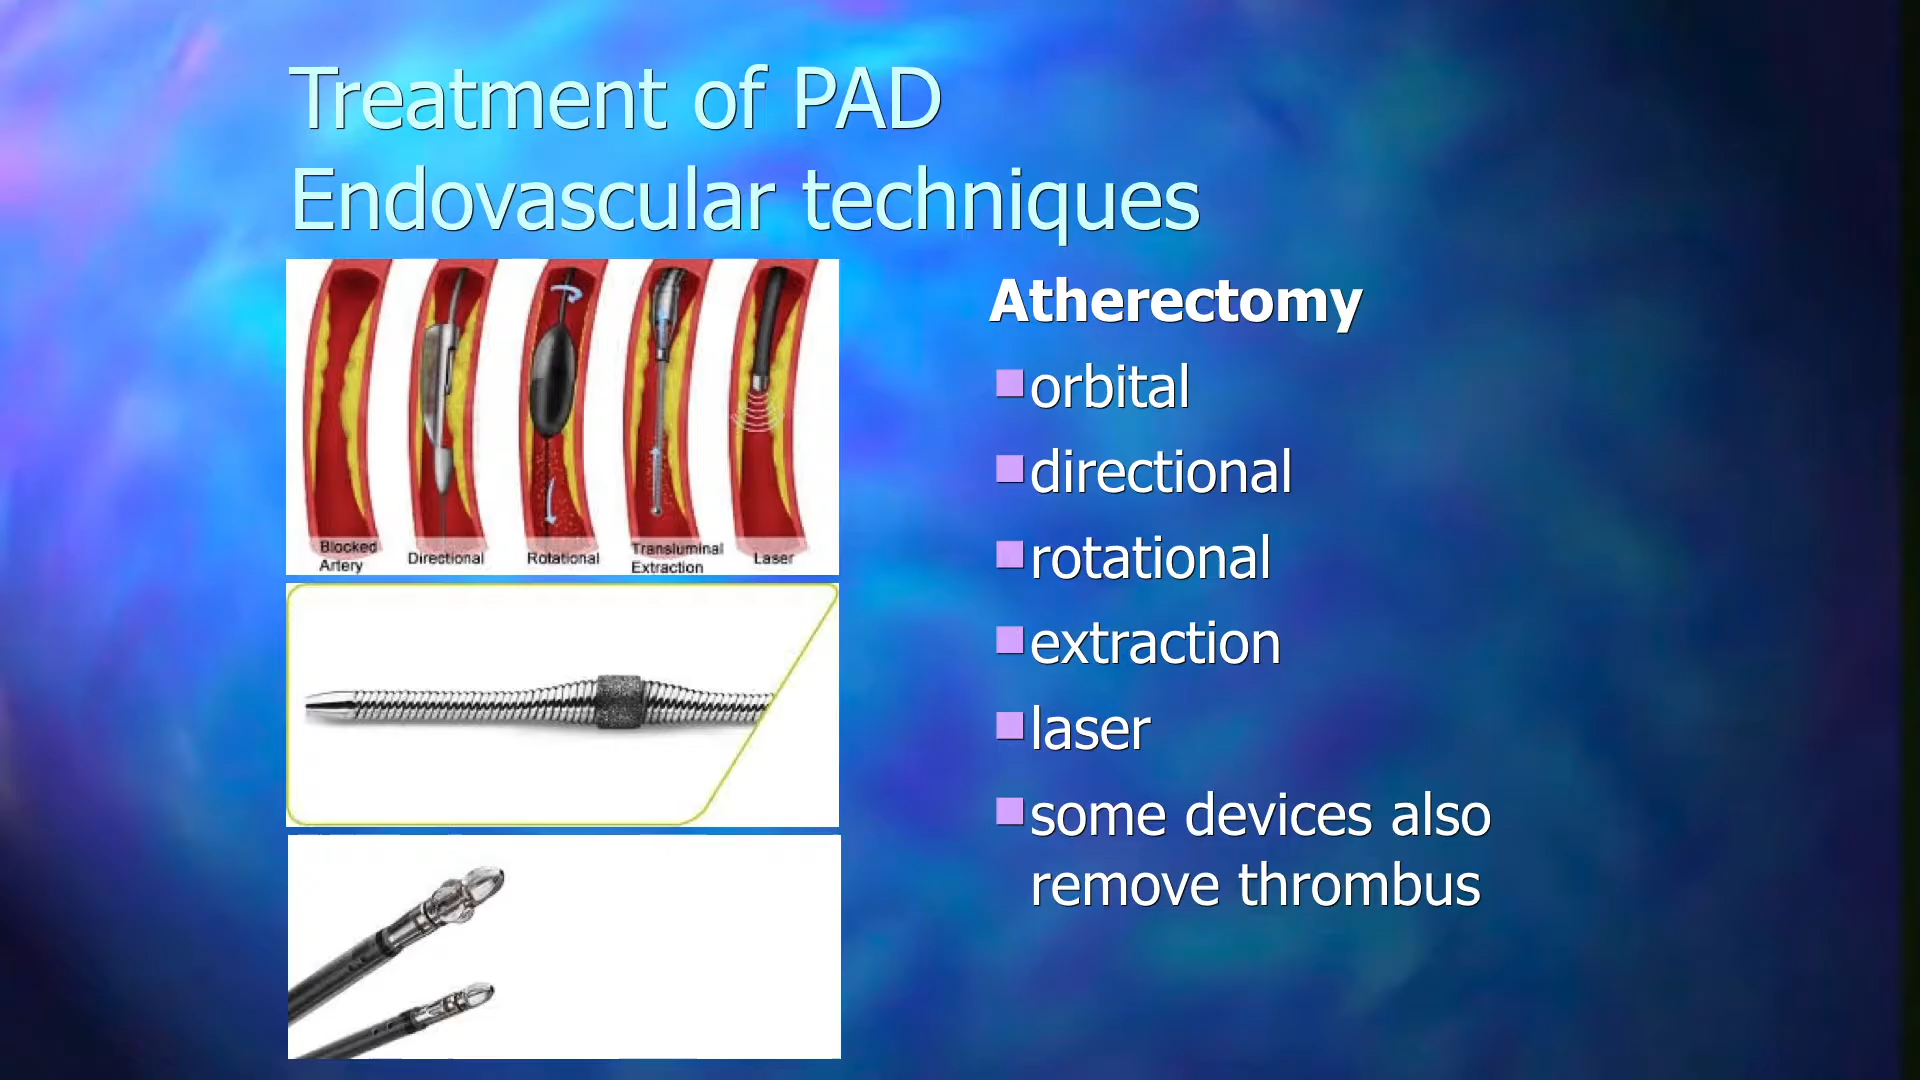 Treatment of PAD
Endovascular techniques
Blocked
Artery
Directional
Rotational
Transluminal
Extraction
Laser
Atherectomy
orbital
directional
rotational
extraction
laser
some devices also
remove thrombus